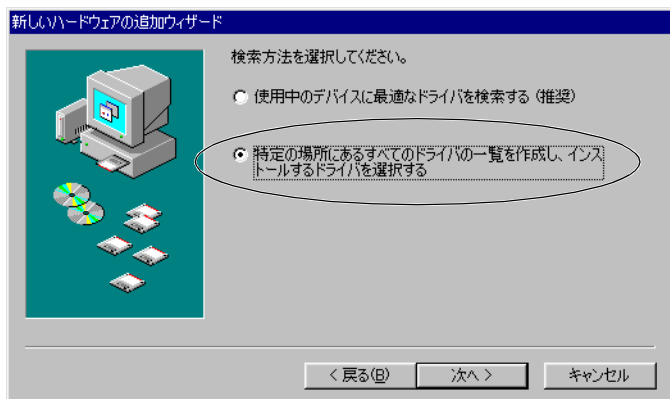 新しいハードウェアの追加ウィザード
検索方法を選択してください。
使用中のデバイスに最適なドライバを検索する (推奨)
特定の場所にあるすべてのドライバの一覧を作成し、インス
トールするドライバを選択する
< 戻る(B)
次へ >
キャンセル